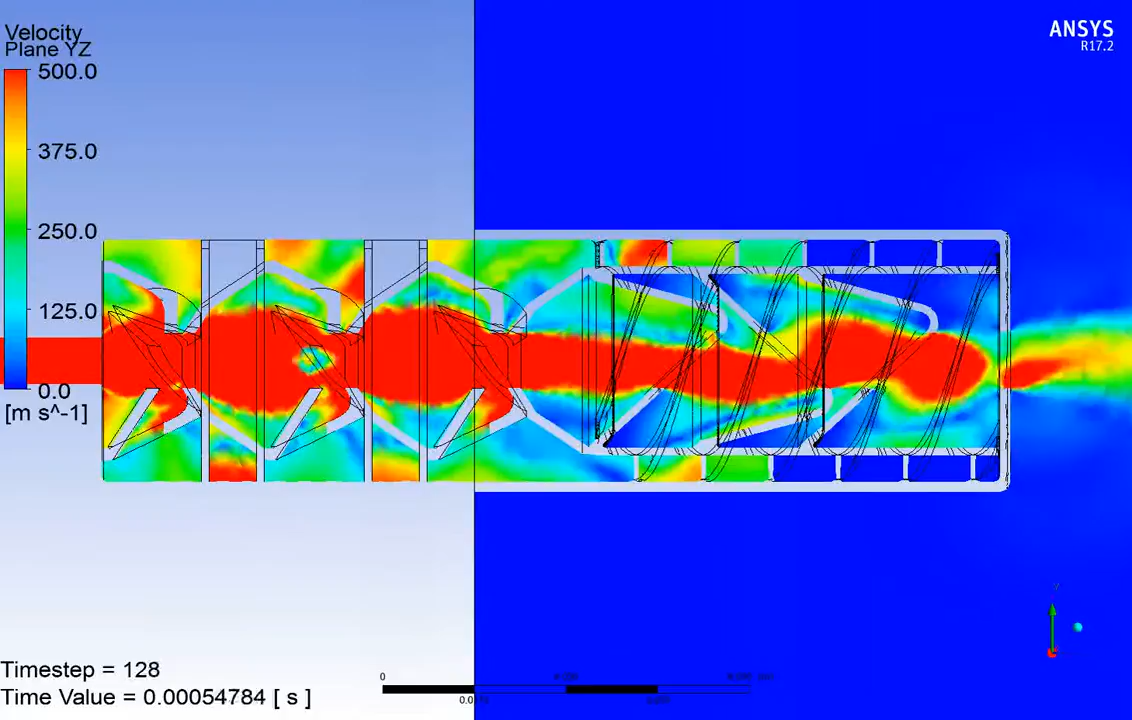 Velocity
Plane YZ
ANSYS
R17.2
500.0
375.0
250.0
125.0
0.0
[m s^-1]
Timestep = 128
Time Value = 0.00054784 [ s ]
0